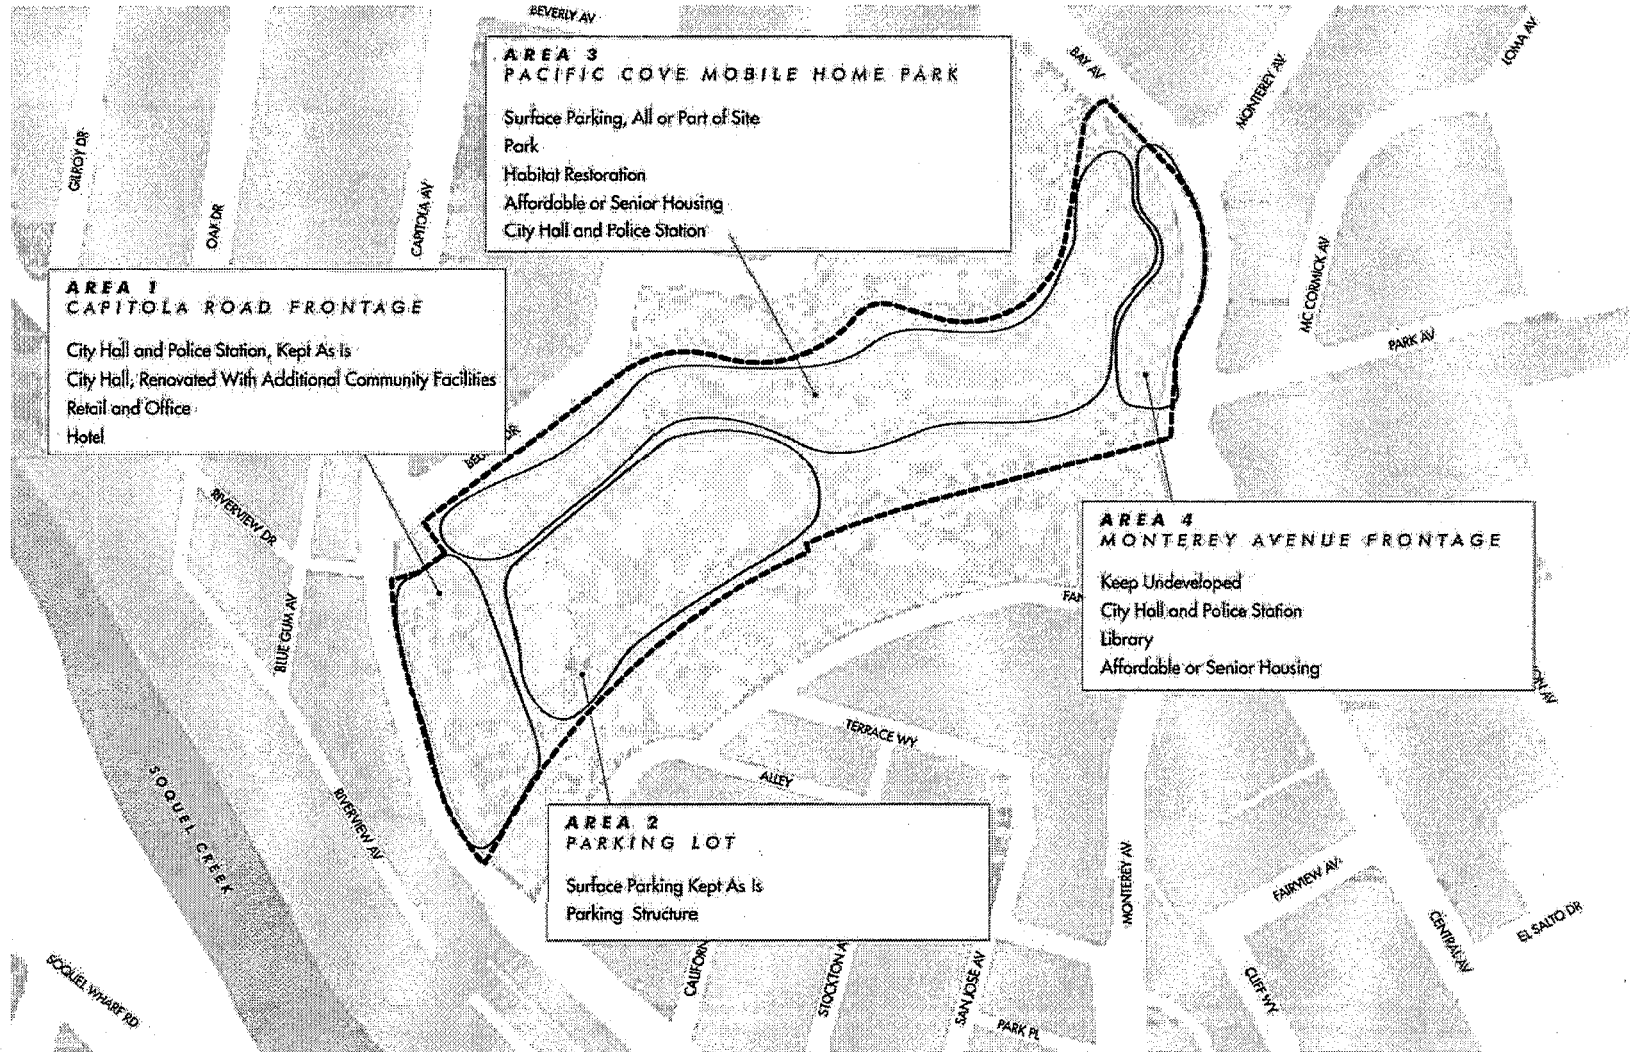 BEVERLY AV
AREA 3
PACIFIC COVE MOBILE HOME PARK
Surface Parking, All or Part of Site
Park
Habitat Restoration
Affordable or Senior Housing
City Hall and Police Station
BAY AV
MONTEREY AV
LOMA AV
GILROY DR
OAK DR
CAPITOLA AV
AREA 1
CAPITOLA ROAD FRONTAGE
City Hall and Police Station, Kept As Is
City Hall, Renovated With Additional Community Facilities
Retail and Office
Hotel
DR
MC CORMICK AV
PARK AV
RIVERVIEW DR
BLUE GUM AV
AREA 4
MONTEREY AVENUE FRONTAGE
Keep Undeveloped
City Hall and Police Station
Library
Affordable or Senior Housing
AV
TERRACE WY
ALLEY
SOQUEL CREEK
RIVERVIEW AV
AREA 2
PARKING LOT
Surface Parking Kept As Is
Parking Structure
MONTEREY AV
FAIRVIEW AV
CENTRAL AV
EL SALTO DR
CLIFF WY
SOQUEL WHARF RD
STOCKTON A
SAN JOSE AV
PARK PL